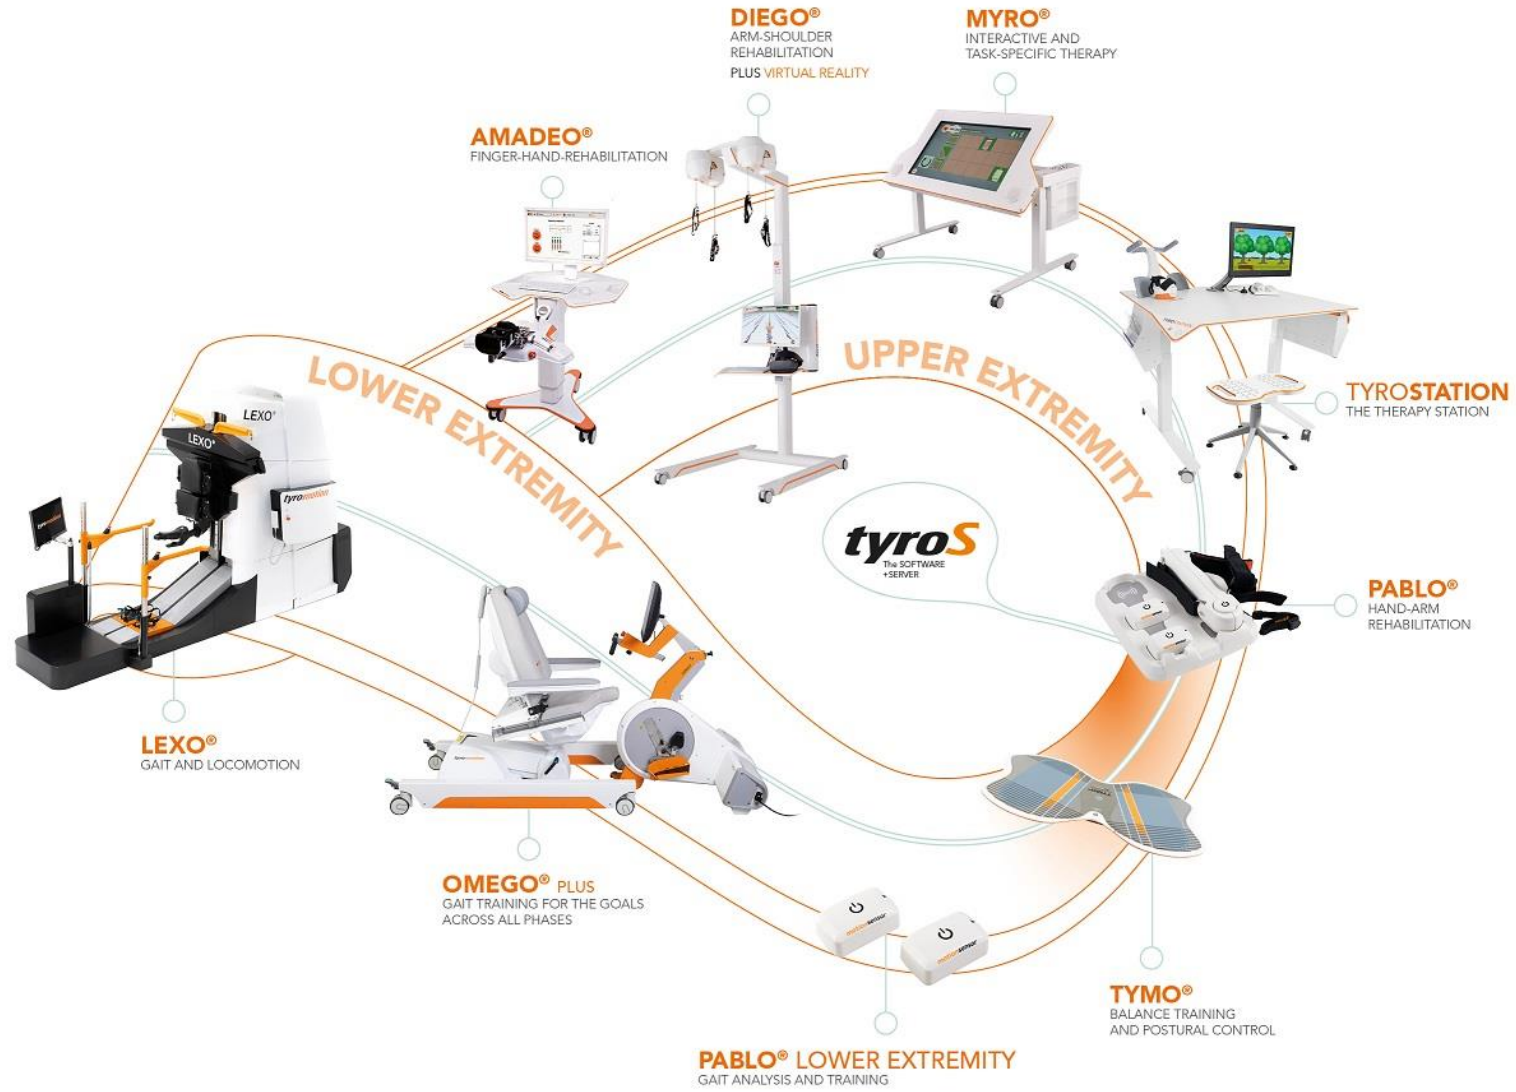 DIEGO®
ARM-SHOULDER
REHABILITATION
PLUS VIRTUAL REALITY
MYRO®
INTERACTIVE AND
TASK-SPECIFIC THERAPY
AMADEO®
FINGER-HAND-REHABILITATION
LOWER EXTREMITY
UPPER EXTREMITY
TYROSTATION
THE THERAPY STATION
LEXO®
LEXO®
tyromotion
tyroS
The SOFTWARE
+SERVER
PABLO®
HAND-ARM
REHABILITATION
LEXO®
GAIT AND LOCOMOTION
tyromotion
OMEGO® PLUS
GAIT TRAINING FOR THE GOALS
ACROSS ALL PHASES
motionsensor
motionsensor
TYMO®
BALANCE TRAINING
AND POSTURAL CONTROL
PABLO® LOWER EXTREMITY
GAIT ANALYSIS AND TRAINING